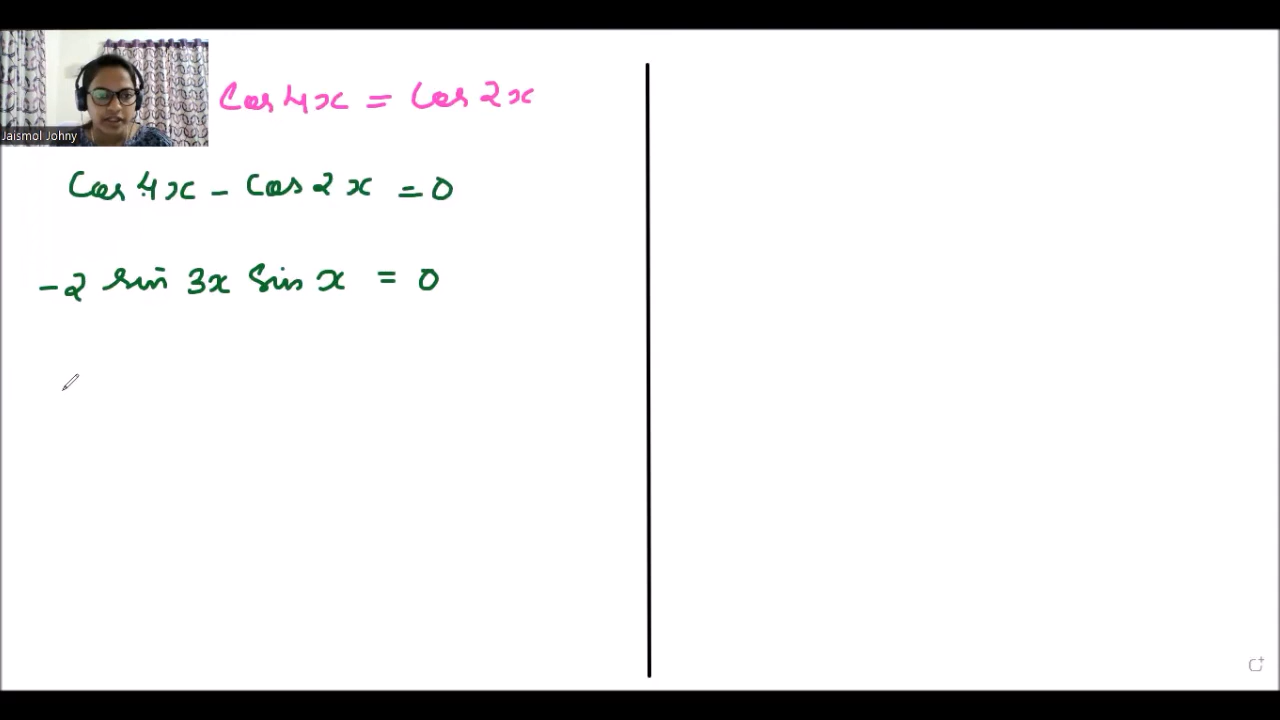 cos 4x = cos 2x
Jaismol Johny
cos 4x - cos 2x = 0
-2 sin 3x sin x = 0